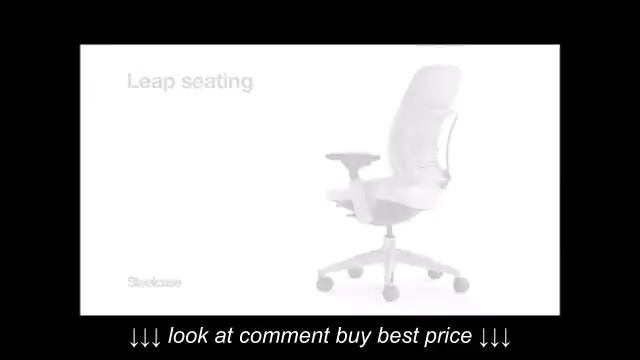 Leap seating
Steelcase
↓↓↓ look at comment buy best price ↓↓↓